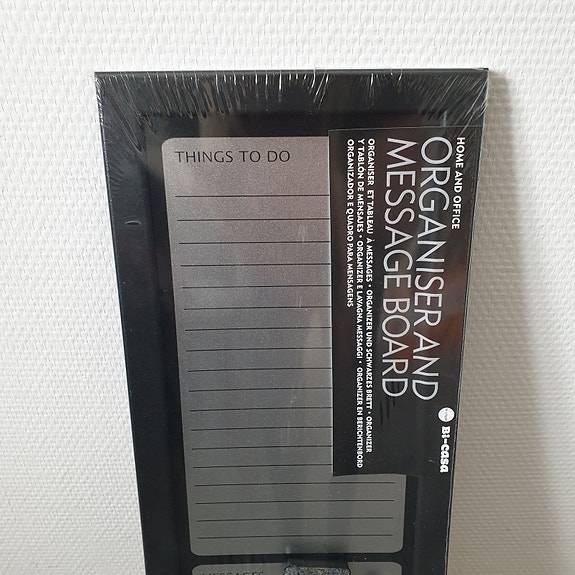 THINGS TO DO
HOME AND OFFICE
ORGANISER AND
MESSAGE BOARD
ORGANISER ET TABLEAU À MESSAGES • ORGANIZER UND SCHWARZES BRETT • ORGANIZER
Y TABLÓN DE MENSAJES • ORGANIZER E LAVAGNA MESSAGGI • ORGANIZER EN BERICHTENBORD
ORGANIZADOR E QUADRO PARA MENSAGENS
Bi-casa
MESSAGES